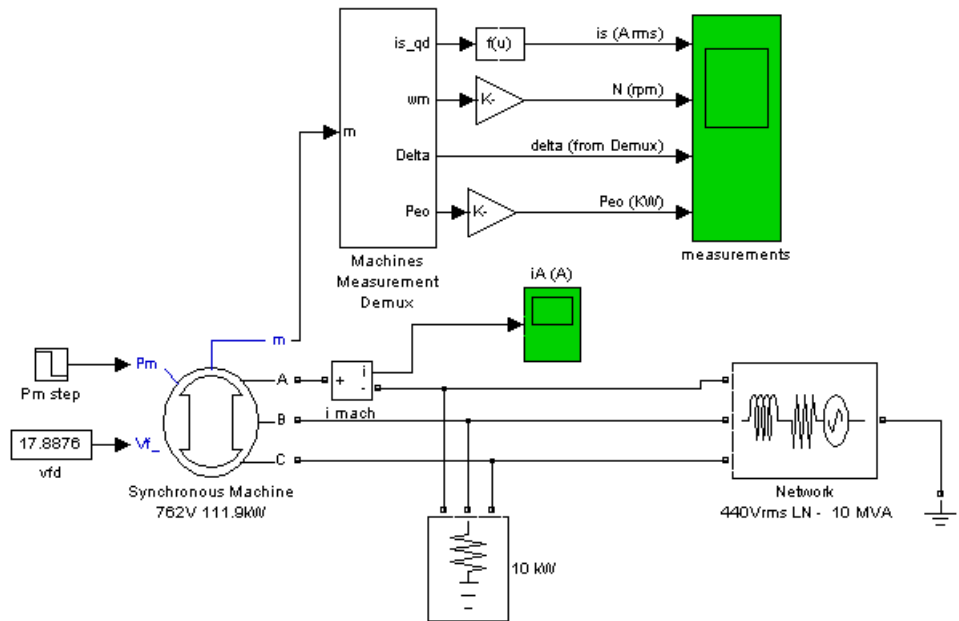 is_qd
f(u)
is (Arms)
wm
K-
N (rpm)
m
Delta
delta (from Demux)
Peo
K-
Peo (KW)
Machines
Measurement
Demux
measurements
iA (A)
m
Pm
Pm step
A
+
i
-
i mach
17.8876
Vf_
vfd
B
C
Synchronous Machine
762V 111.9kW
Network
440Vrms LN - 10 MVA
10 kW